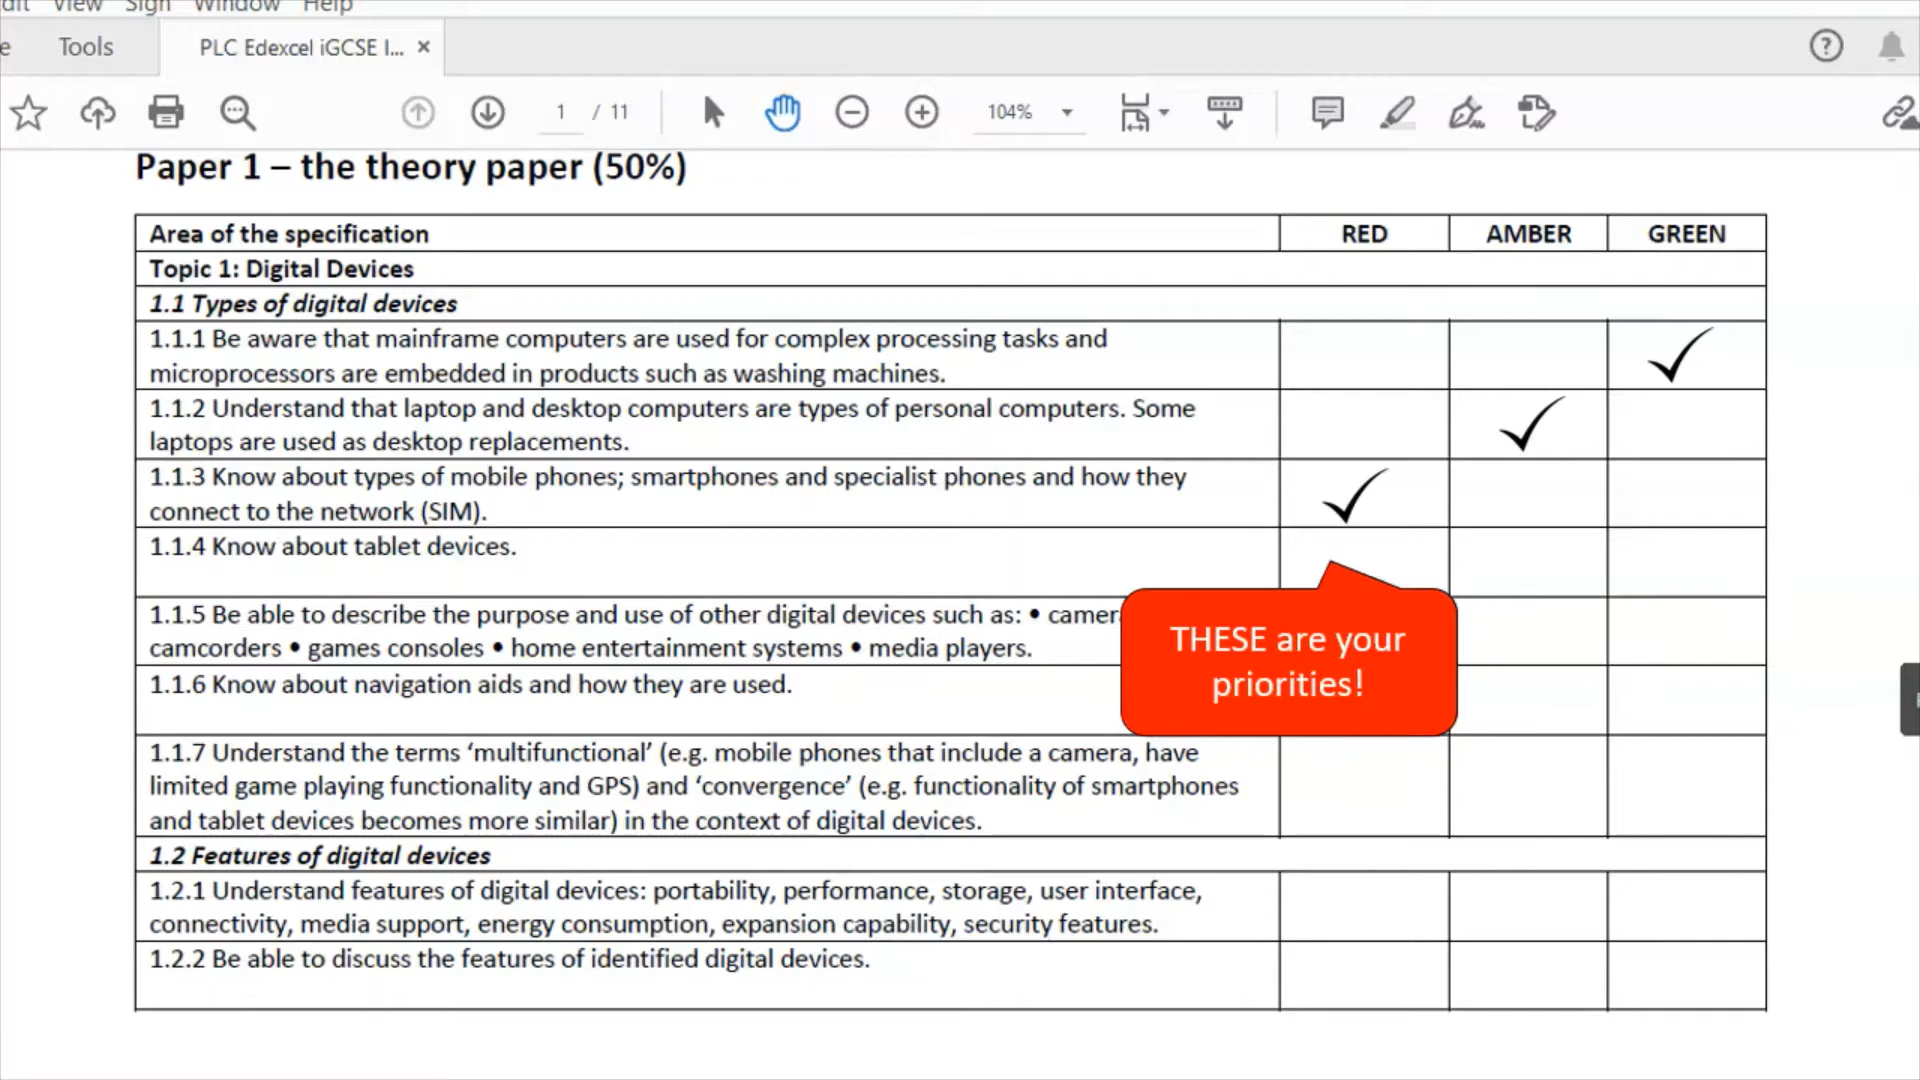 dit View Sign Window Help
e Tools PLC Edexcel iGCSE I... ×
1 / 11 104%
Paper 1 – the theory paper (50%)
Area of the specification RED AMBER GREEN
Topic 1: Digital Devices
1.1 Types of digital devices
1.1.1 Be aware that mainframe computers are used for complex processing tasks and
microprocessors are embedded in products such as washing machines.
1.1.2 Understand that laptop and desktop computers are types of personal computers. Some
laptops are used as desktop replacements.
1.1.3 Know about types of mobile phones; smartphones and specialist phones and how they
connect to the network (SIM).
1.1.4 Know about tablet devices.
1.1.5 Be able to describe the purpose and use of other digital devices such as: • camer
camcorders • games consoles • home entertainment systems • media players.
THESE are your
priorities!
1.1.6 Know about navigation aids and how they are used.
1.1.7 Understand the terms ‘multifunctional’ (e.g. mobile phones that include a camera, have
limited game playing functionality and GPS) and ‘convergence’ (e.g. functionality of smartphones
and tablet devices becomes more similar) in the context of digital devices.
1.2 Features of digital devices
1.2.1 Understand features of digital devices: portability, performance, storage, user interface,
connectivity, media support, energy consumption, expansion capability, security features.
1.2.2 Be able to discuss the features of identified digital devices.